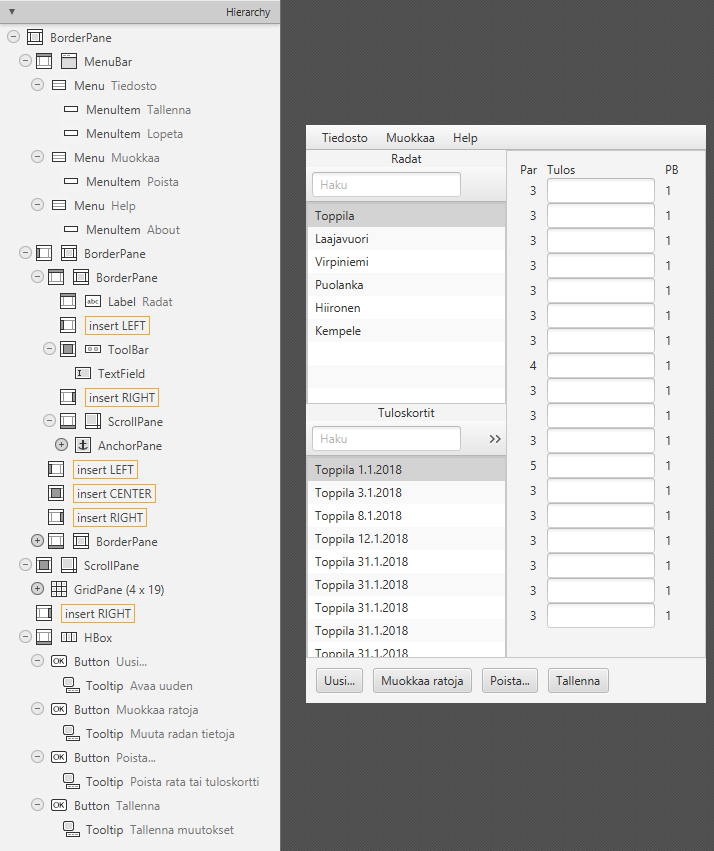 Hierarchy
BorderPane
MenuBar
Menu Tiedosto
MenuItem Tallenna
MenuItem Lopeta
Menu Muokkaa
MenuItem Poista
Menu Help
MenuItem About
BorderPane
BorderPane
abc Label Radat
insert LEFT
ToolBar
TextField
insert RIGHT
ScrollPane
AnchorPane
insert LEFT
insert CENTER
insert RIGHT
BorderPane
ScrollPane
GridPane (4 x 19)
insert RIGHT
HBox
OK Button Uusi...
Tooltip Avaa uuden
OK Button Muokkaa ratoja
Tooltip Muuta radan tietoja
OK Button Poista...
Tooltip Poista rata tai tuloskortti
OK Button Tallenna
Tooltip Tallenna muutokset
Tiedosto Muokkaa Help
Radat
Haku
Toppila
Laajavuori
Virpiniemi
Puolanka
Hiironen
Kempele
Tuloskortit
Haku >>
Toppila 1.1.2018
Toppila 3.1.2018
Toppila 8.1.2018
Toppila 12.1.2018
Toppila 31.1.2018
Toppila 31.1.2018
Toppila 31.1.2018
Toppila 31.1.2018
Toppila 31.1.2018
Par Tulos PB
3 1
3 1
3 1
3 1
3 1
3 1
3 1
4 1
3 1
3 1
3 1
5 1
3 1
3 1
3 1
3 1
3 1
3 1
Uusi... Muokkaa ratoja Poista... Tallenna